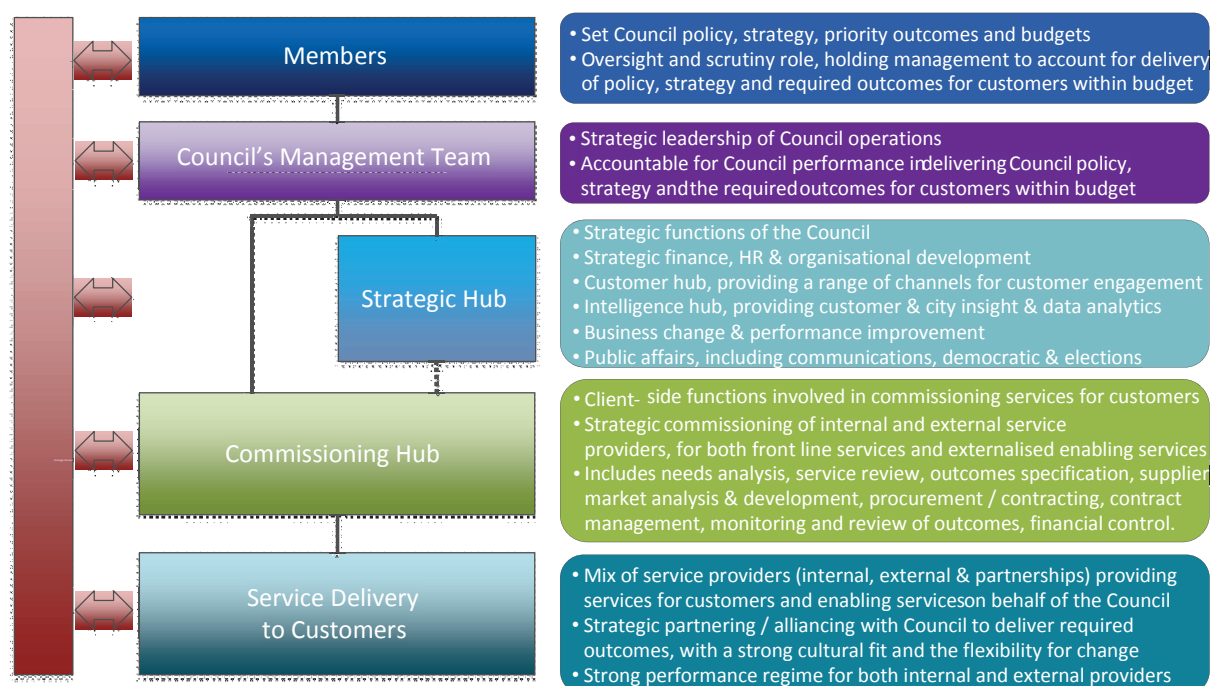 Members
• Set Council policy, strategy, priority outcomes and budgets
• Oversight and scrutiny role, holding management to account for delivery
of policy, strategy and required outcomes for customers within budget
Council's Management Team
• Strategic leadership of Council operations
• Accountable for Council performance indelivering Council policy,
strategy and the required outcomes for customers within budget
Strategic Hub
• Strategic functions of the Council
• Strategic finance, HR & organisational development
• Customer hub, providing a range of channels for customer engagement
• Intelligence hub, providing customer & city insight & data analytics
• Business change & performance improvement
• Public affairs, including communications, democratic & elections
Commissioning Hub
• Client- side functions involved in commissioning services for customers
• Strategic commissioning of internal and external service
providers, for both front line services and externalised enabling services
• Includes needs analysis, service review, outcomes specification, supplier
market analysis & development, procurement / contracting, contract
management, monitoring and review of outcomes, financial control.
Service Delivery
to Customers
• Mix of service providers (internal, external & partnerships) providing
services for customers and enabling serviceson behalf of the Council
• Strategic partnering / alliancing with Council to deliver required
outcomes, with a strong cultural fit and the flexibility for change
• Strong performance regime for both internal and external providers